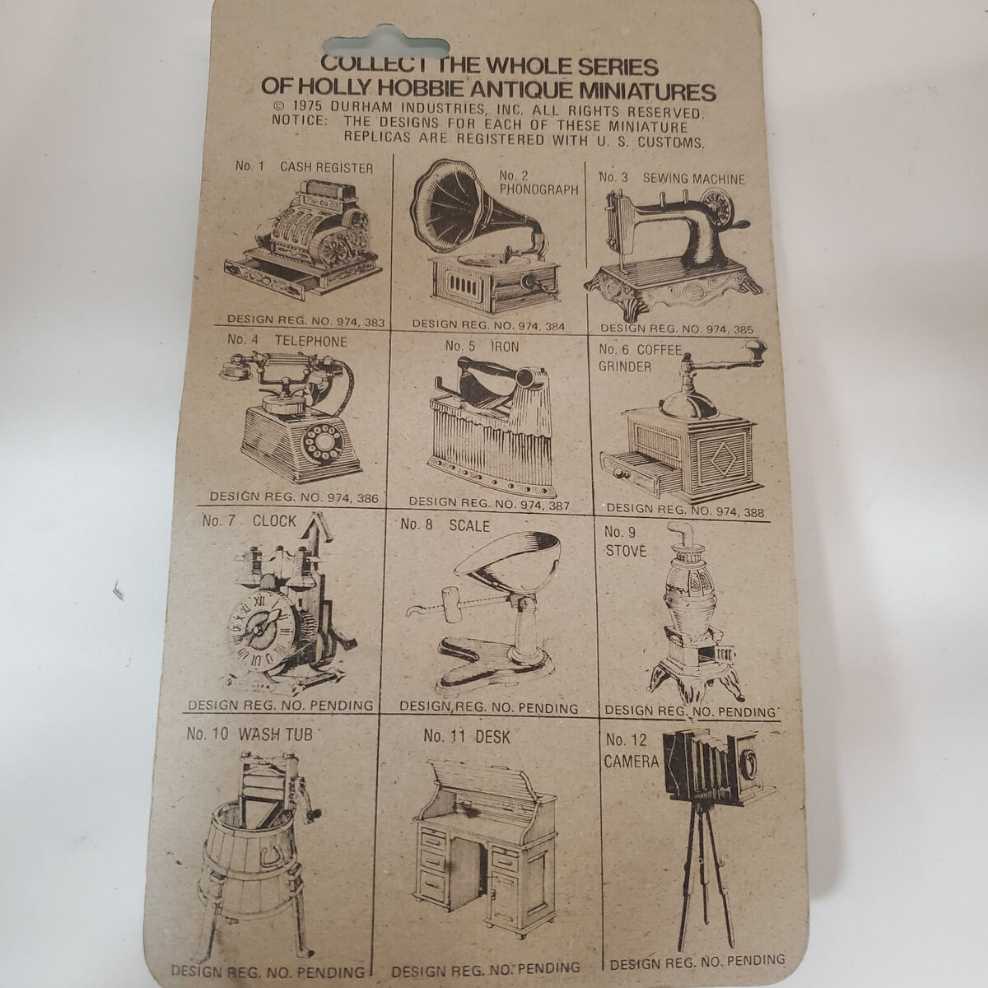 COLLECT THE WHOLE SERIES
OF HOLLY HOBBIE ANTIQUE MINIATURES
© 1975 DURHAM INDUSTRIES, INC. ALL RIGHTS RESERVED.
NOTICE: THE DESIGNS FOR EACH OF THESE MINIATURE
REPLICAS ARE REGISTERED WITH U. S. CUSTOMS.
No. 1 CASH REGISTER
DESIGN REG. NO. 974, 383
No. 2
PHONOGRAPH
DESIGN REG. NO. 974, 384
No. 3 SEWING MACHINE
DESIGN REG. NO. 974, 385
No. 4 TELEPHONE
DESIGN REG. NO. 974, 386
No. 5 IRON
DESIGN REG. NO. 974, 387
No. 6 COFFEE
GRINDER
DESIGN REG. NO. 974, 388
No. 7 CLOCK
DESIGN REG. NO. PENDING
No. 8 SCALE
DESIGN REG. NO. PENDING
No. 9
STOVE
DESIGN REG. NO. PENDING
No. 10 WASH TUB
DESIGN REG. NO. PENDING
No. 11 DESK
DESIGN REG. NO. PENDING
No. 12
CAMERA
DESIGN REG. NO. PENDING